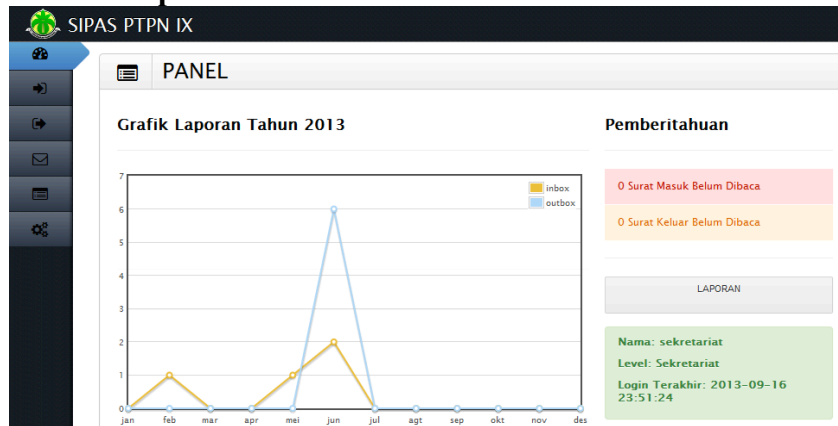 SIPAS PTPN IX
PANEL
Grafik Laporan Tahun 2013
7
6
5
4
3
2
1
0
inbox
outbox
jan feb mar apr mei jun jul agt sep okt nov des
Pemberitahuan
0 Surat Masuk Belum Dibaca
0 Surat Keluar Belum Dibaca
LAPORAN
Nama: sekretariat
Level: Sekretariat
Login Terakhir: 2013-09-16
23:51:24